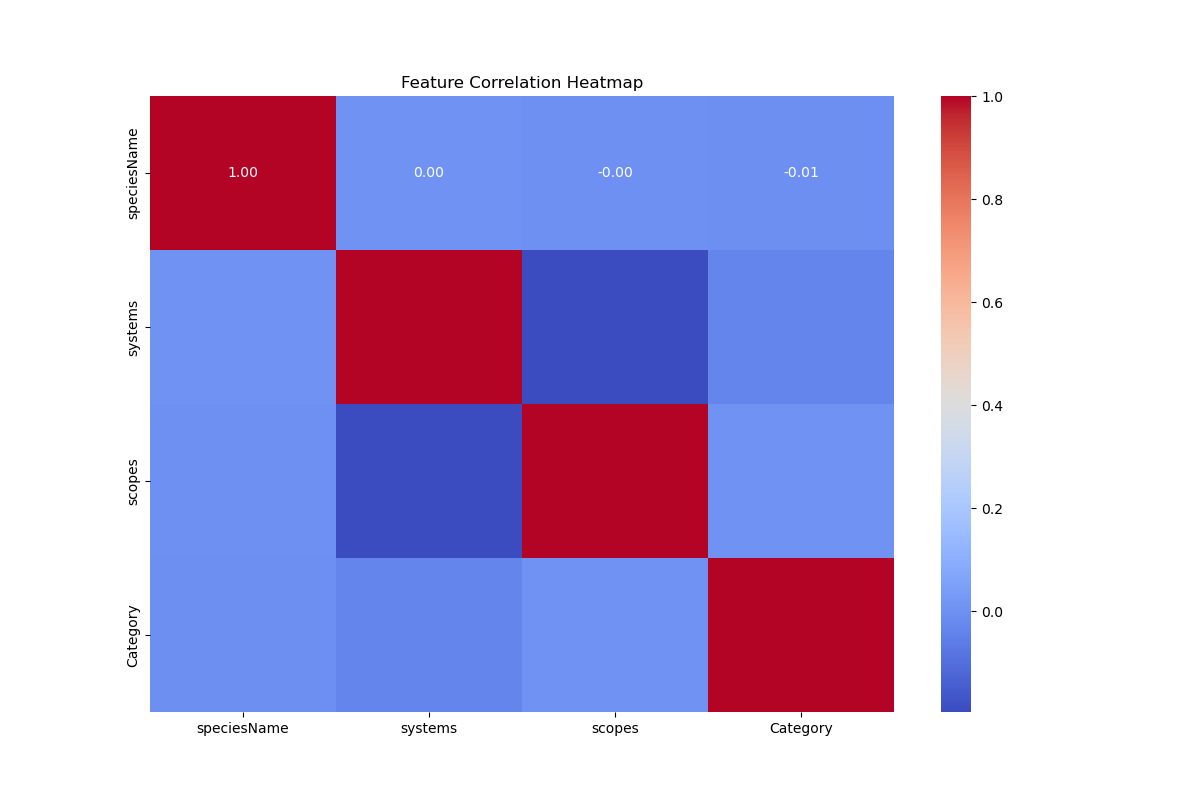 Feature Correlation Heatmap
speciesName
1.00
0.00
-0.00
-0.01
systems
scopes
Category
speciesName
systems
scopes
Category
1.0
0.8
0.6
0.4
0.2
0.0